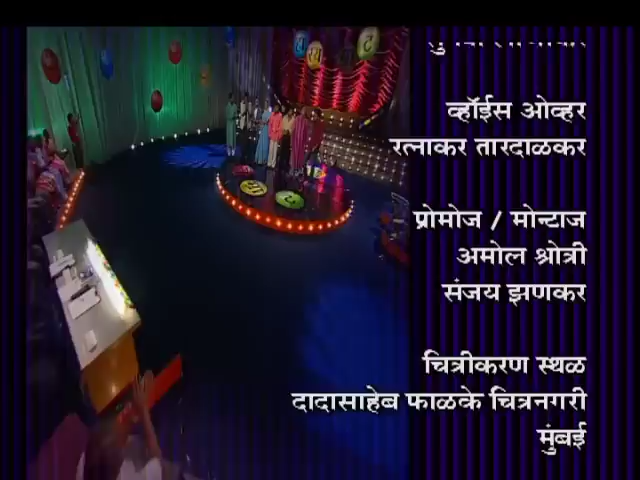 व्हॉईस ओव्हर
रत्नाकर तारदाळकर
प्रोमोज / मोन्टाज
अमोल श्रोत्री
संजय झणकर
चित्रीकरण स्थळ
दादासाहेब फाळके चित्रनगरी
मुंबई